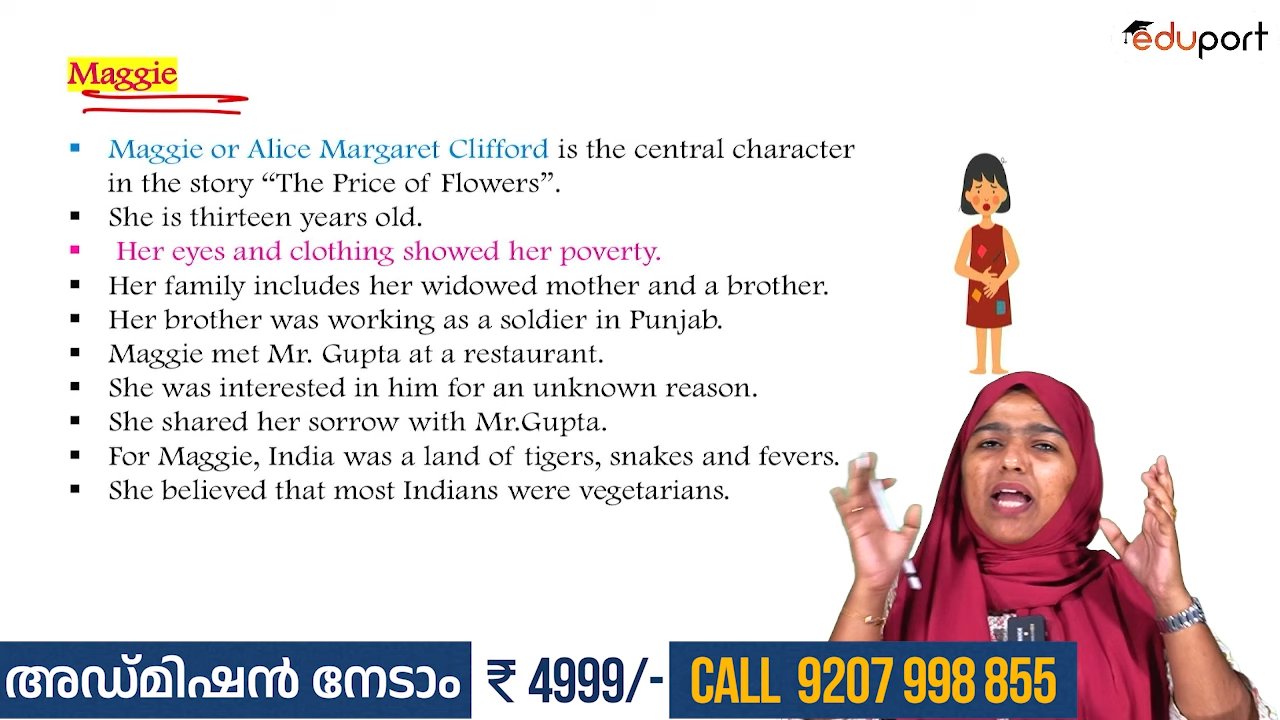 eduport
Maggie
▪ Maggie or Alice Margaret Clifford is the central character
in the story “The Price of Flowers”.
▪ She is thirteen years old.
▪ Her eyes and clothing showed her poverty.
▪ Her family includes her widowed mother and a brother.
▪ Her brother was working as a soldier in Punjab.
▪ Maggie met Mr. Gupta at a restaurant.
▪ She was interested in him for an unknown reason.
▪ She shared her sorrow with Mr.Gupta.
▪ For Maggie, India was a land of tigers, snakes and fevers.
▪ She believed that most Indians were vegetarians.
അഡ്മിഷൻ നേടാം ₹ 4999/- CALL 9207 998 855